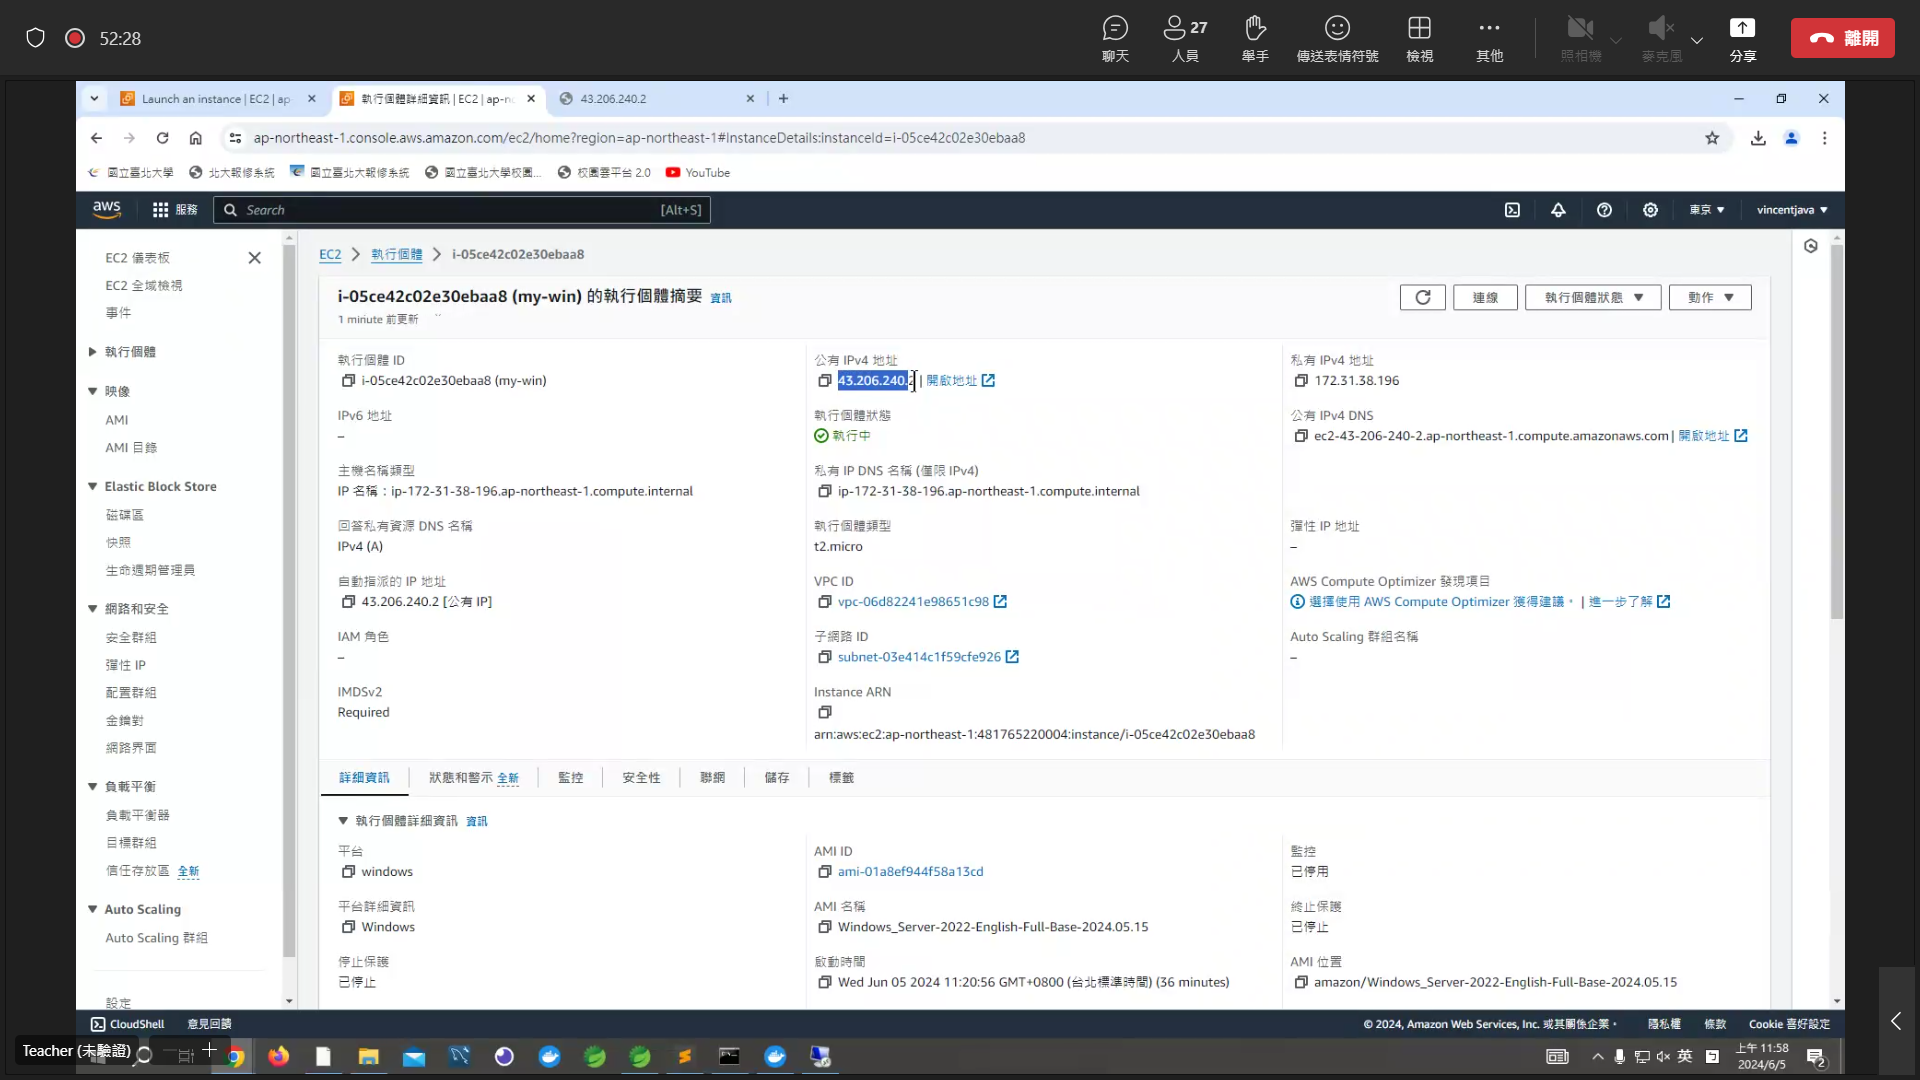 52:28
聊天
27
人員
舉手
傳送表情符號
檢視
其他
照相機
麥克風
分享
離開
Launch an instance | EC2 | ap
執行個體詳細資訊 | EC2 | ap-n
43.206.240.2
ap-northeast-1.console.aws.amazon.com/ec2/home?region=ap-northeast-1#InstanceDetails:instanceId=i-05ce42c02e30ebaa8
國立臺北大學
北大報修系統
國立臺北大報修系統
國立臺北大學校園...
校園雲平台 2.0
YouTube
aws
服務
Search
[Alt+S]
東京
vincentjava
EC2 儀表板
EC2 全域檢視
事件
執行個體
映像
AMI
AMI 目錄
Elastic Block Store
磁碟區
快照
生命週期管理員
網路和安全
安全群組
彈性 IP
配置群組
金鑰對
網路界面
負載平衡
負載平衡器
目標群組
信任存放區 全新
Auto Scaling
Auto Scaling 群組
設定
EC2
執行個體
i-05ce42c02e30ebaa8
i-05ce42c02e30ebaa8 (my-win) 的執行個體摘要 資訊
1 minute 前更新
連線
執行個體狀態
動作
執行個體 ID
i-05ce42c02e30ebaa8 (my-win)
公有 IPv4 地址
43.206.240.2 | 開啟地址
私有 IPv4 地址
172.31.38.196
IPv6 地址
–
執行個體狀態
執行中
公有 IPv4 DNS
ec2-43-206-240-2.ap-northeast-1.compute.amazonaws.com | 開啟地址
主機名稱類型
IP 名稱：ip-172-31-38-196.ap-northeast-1.compute.internal
私有 IP DNS 名稱 (僅限 IPv4)
ip-172-31-38-196.ap-northeast-1.compute.internal
回答私有資源 DNS 名稱
IPv4 (A)
執行個體類型
t2.micro
彈性 IP 地址
–
自動指派的 IP 地址
43.206.240.2 [公有 IP]
VPC ID
vpc-06d82241e98651c98
AWS Compute Optimizer 發現項目
選擇使用 AWS Compute Optimizer 獲得建議。 | 進一步了解
IAM 角色
–
子網路 ID
subnet-03e414c1f59cfe926
Auto Scaling 群組名稱
–
IMDSv2
Required
Instance ARN
arn:aws:ec2:ap-northeast-1:481765220004:instance/i-05ce42c02e30ebaa8
詳細資訊
狀態和警示 全新
監控
安全性
聯網
儲存
標籤
執行個體詳細資訊 資訊
平台
windows
AMI ID
ami-01a8ef944f58a13cd
監控
已停用
平台詳細資訊
Windows
AMI 名稱
Windows_Server-2022-English-Full-Base-2024.05.15
終止保護
已停止
停止保護
已停止
啟動時間
Wed Jun 05 2024 11:20:56 GMT+0800 (台北標準時間) (36 minutes)
AMI 位置
amazon/Windows_Server-2022-English-Full-Base-2024.05.15
CloudShell
意見回饋
© 2024, Amazon Web Services, Inc. 或其關係企業。
隱私權
條款
Cookie 喜好設定
Teacher (未驗證)
英
上午 11:58
2024/6/5
2